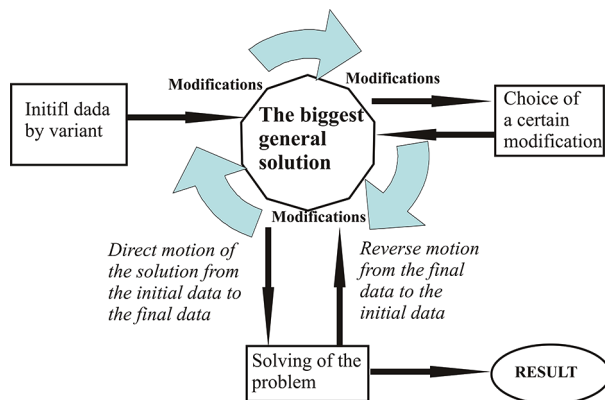 Modifications
Modifications
Initifl dada
by variant
The biggest
general
solution
Choice of
a certain
modification
Modifications
Direct motion of
the solution from
the initial data to
the final data
Reverse motion
from the final
data to the
initial data
Solving of the
problem
RESULT